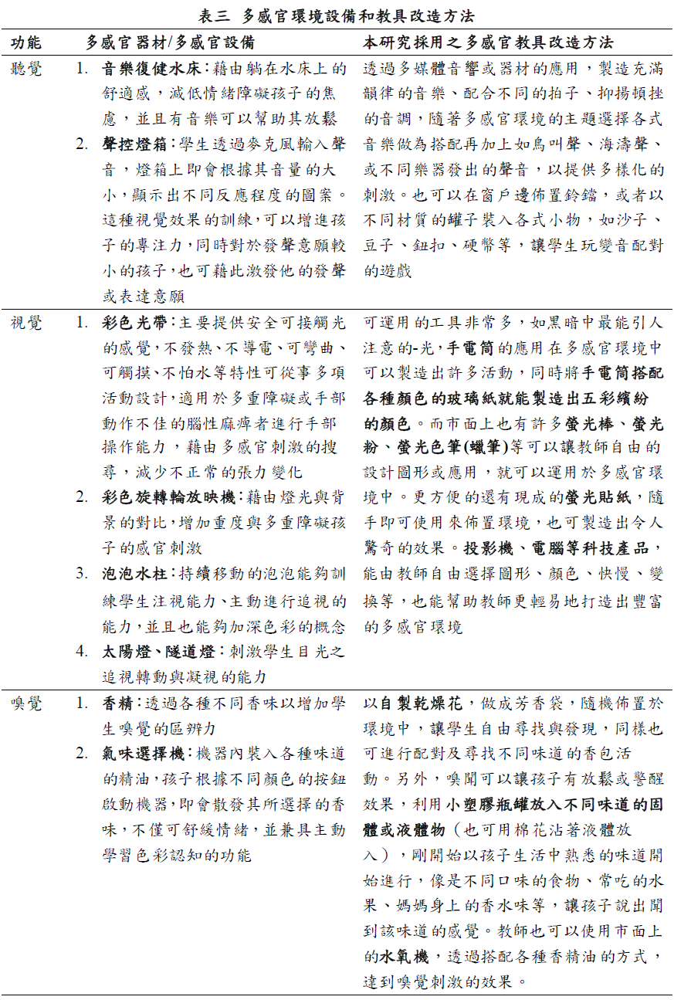 表三 多感官環境設備和教具改造方法
功能 多感官器材/多感官設備 本研究採用之多感官教具改造方法
聽覺
1. 音樂復健水床：藉由躺在水床上的
舒適感，減低情緒障礙孩子的焦
慮，並且有音樂可以幫助其放鬆
2. 聲控燈箱：學生透過麥克風輸入聲
音，燈箱上即會根據其音量的大
小，顯示出不同反應程度的圖案。
這種視覺效果的訓練，可以增進孩
子的專注力，同時對於發聲意願較
小的孩子，也可藉此激發他的發聲
或表達意願
透過多媒體音響或器材的應用，製造充滿
韻律的音樂、配合不同的拍子、抑揚頓挫
的音調，隨著多感官環境的主題選擇各式
音樂做為搭配再加上如鳥叫聲、海濤聲、
或不同樂器發出的聲音，以提供多樣化的
刺激。也可以在窗戶邊佈置鈴鐺，或者以
不同材質的罐子裝入各式小物，如沙子、
豆子、鈕扣、硬幣等，讓學生玩變音配對
的遊戲
視覺
1. 彩色光帶：主要提供安全可接觸光
的感覺，不發熱、不導電、可彎曲、
可觸摸、不怕水等特性可從事多項
活動設計，適用於多重障礙或手部
動作不佳的腦性麻痺者進行手部
操作能力，藉由多感官刺激的搜
尋，減少不正常的張力變化
2. 彩色旋轉輪放映機：藉由燈光與背
景的對比，增加重度與多重障礙孩
子的感官刺激
3. 泡泡水柱：持續移動的泡泡能夠訓
練學生注視能力、主動進行追視的
能力，並且也能夠加深色彩的概念
4. 太陽燈、隧道燈：刺激學生目光之
追視轉動與凝視的能力
可運用的工具非常多，如黑暗中最能引人
注意的-光，手電筒的應用在多感官環境中
可以製造出許多活動，同時將手電筒搭配
各種顏色的玻璃紙就能製造出五彩繽紛
的顏色。而市面上也有許多螢光棒、螢光
粉、螢光色筆(蠟筆)等可以讓教師自由的
設計圖形或應用，就可以運用於多感官環
境中。更方便的還有現成的螢光貼紙，隨
手即可使用來佈置環境，也可製造出令人
驚奇的效果。投影機、電腦等科技產品，
能由教師自由選擇圖形、顏色、快慢、變
換等，也能幫助教師更輕易地打造出豐富
的多感官環境
嗅覺
1. 香精：透過各種不同香味以增加學
生嗅覺的區辨力
2. 氣味選擇機：機器內裝入各種味道
的精油，孩子根據不同顏色的按鈕
啟動機器，即會散發其所選擇的香
味，不僅可舒緩情緒，並兼具主動
學習色彩認知的功能
以自製乾燥花，做成芳香袋，隨機佈置於
環境中，讓學生自由尋找與發現，同樣也
可進行配對及尋找不同味道的香包活
動。另外，嗅聞可以讓孩子有放鬆或警醒
效果，利用小塑膠瓶罐放入不同味道的固
體或液體物（也可用棉花沾著液體放
入），剛開始以孩子生活中熟悉的味道開
始進行，像是不同口味的食物、常吃的水
果、媽媽身上的香水味等，讓孩子說出聞
到該味道的感覺。教師也可以使用市面上
的水氧機，透過搭配各種香精油的方式，
達到嗅覺刺激的效果。